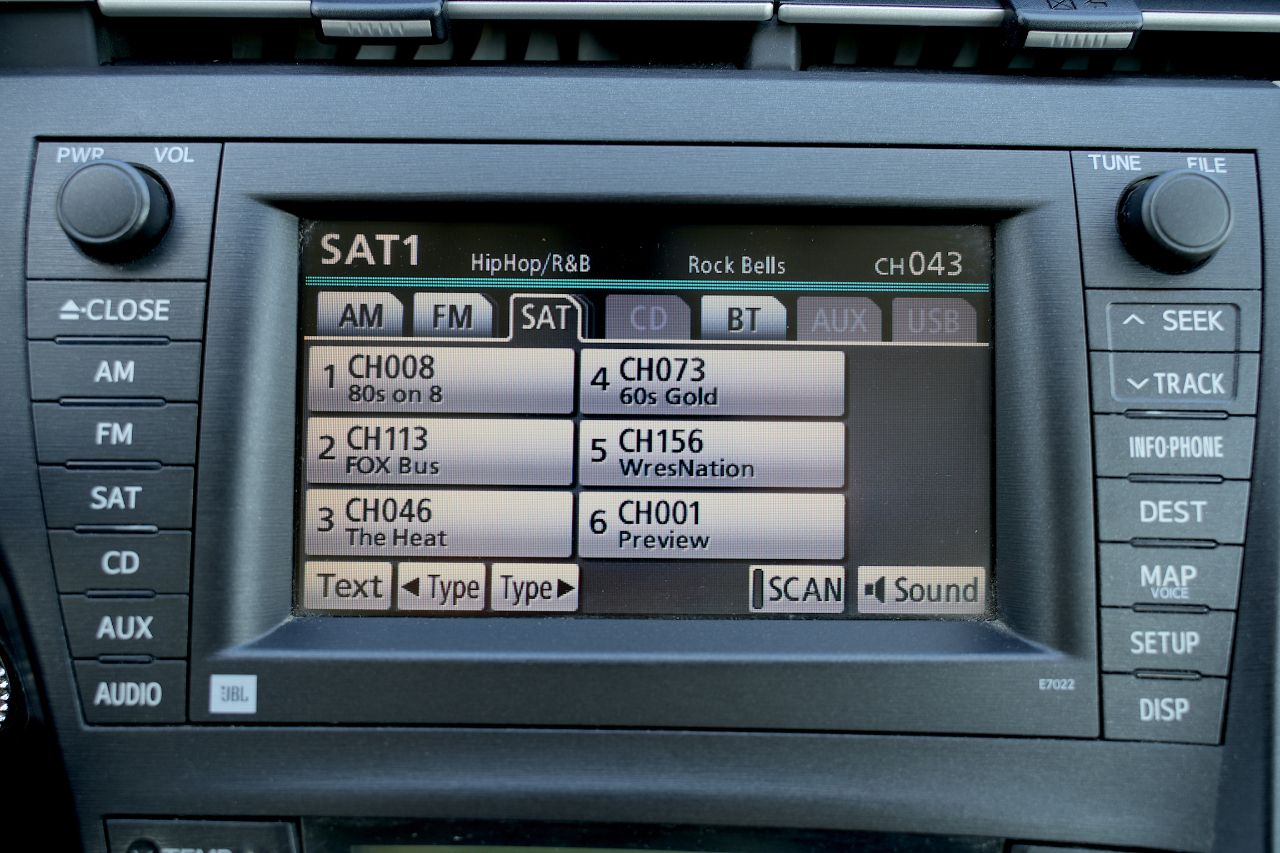 PWR VOL
TUNE FILE
SAT1 HipHop/R&B Rock Bells CH043
AM FM SAT CD BT AUX USB
1 CH008
80s on 8
4 CH073
60s Gold
2 CH113
FOX Bus
5 CH156
WresNation
3 CH046
The Heat
6 CH001
Preview
Text ◀Type Type▶ SCAN Sound
⏏·CLOSE
AM
FM
SAT
CD
AUX
AUDIO
SEEK
TRACK
INFO·PHONE
DEST
MAP
VOICE
SETUP
DISP
JBL
E7022
TEMP